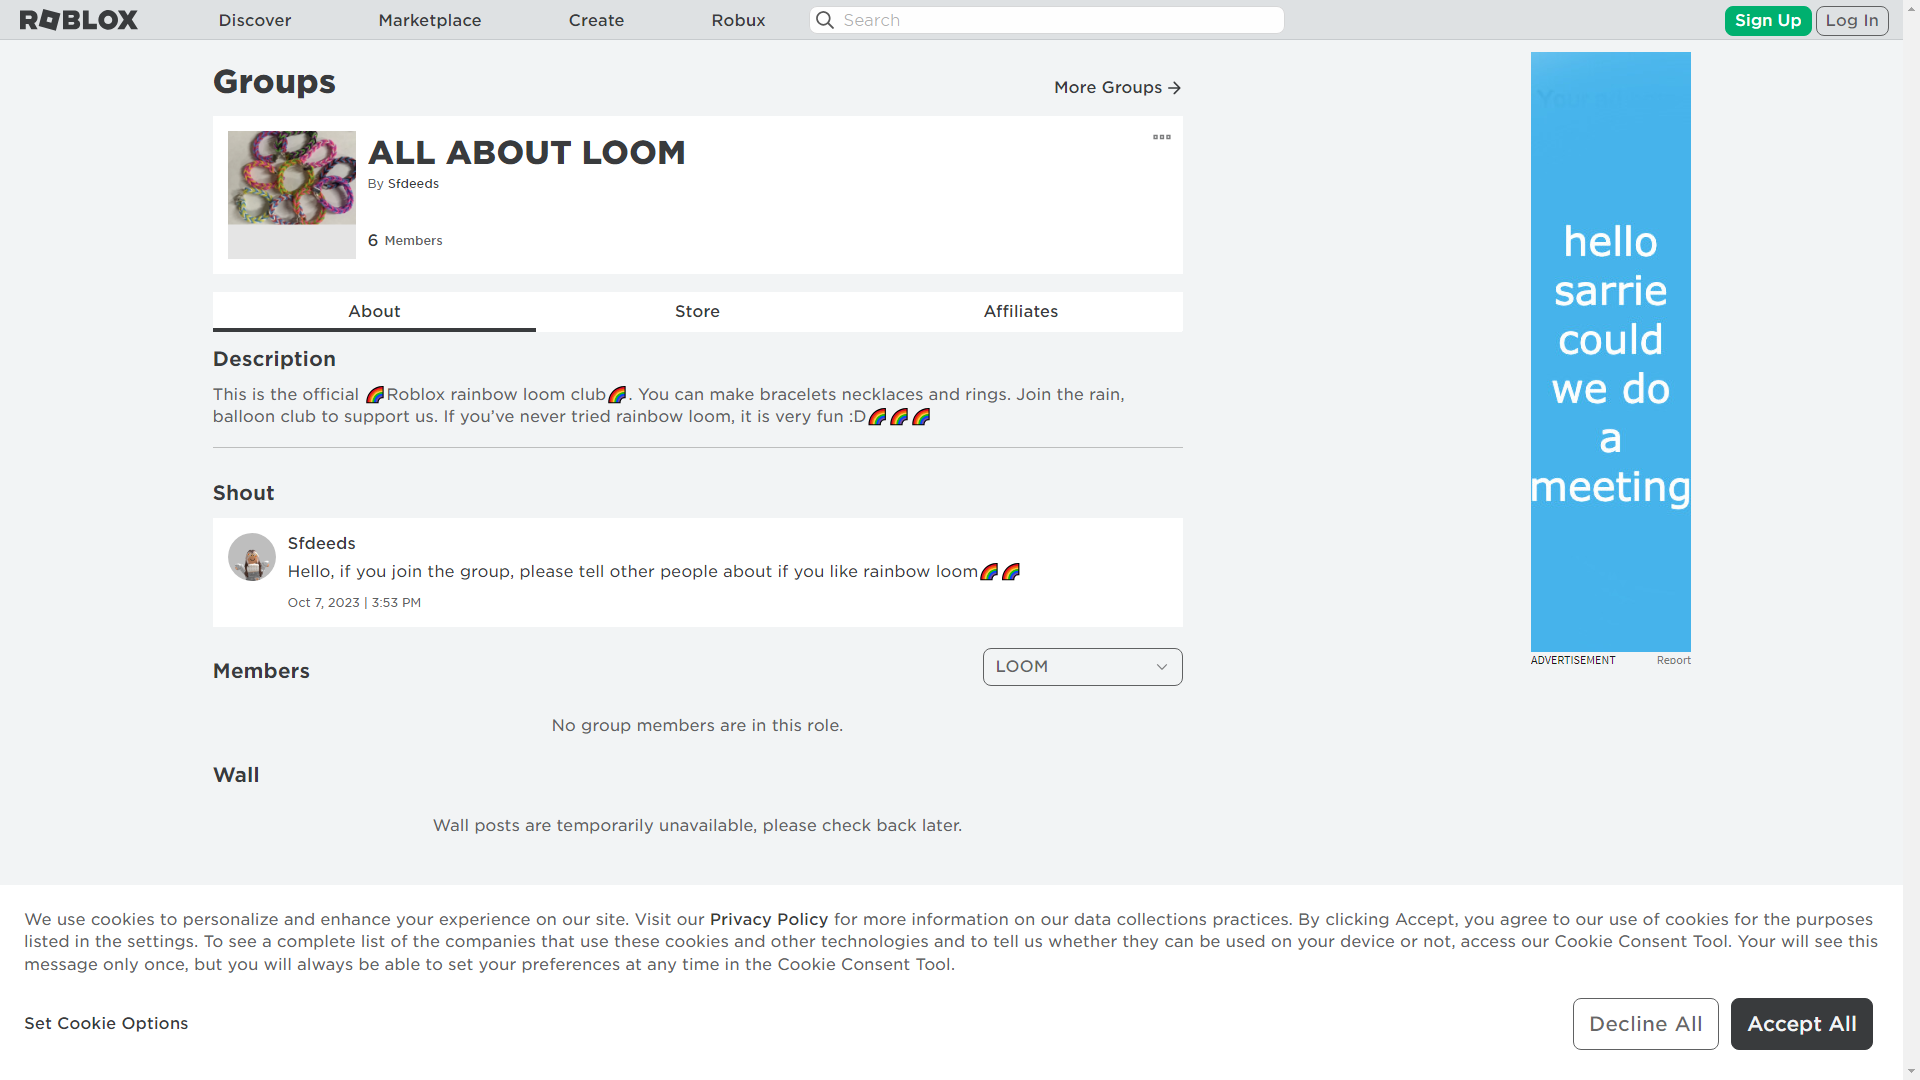 ROBLOX
Discover
Marketplace
Create
Robux
Search
Sign Up
Log In
Groups
More Groups
ALL ABOUT LOOM
By Sfdeeds
6 Members
About
Store
Affiliates
Description
This is the official 🌈Roblox rainbow loom club🌈. You can make bracelets necklaces and rings. Join the rain,
balloon club to support us. If you’ve never tried rainbow loom, it is very fun :D🌈🌈🌈
Shout
Sfdeeds
Hello, if you join the group, please tell other people about if you like rainbow loom🌈🌈
Oct 7, 2023 | 3:53 PM
Members
LOOM
No group members are in this role.
Wall
Wall posts are temporarily unavailable, please check back later.
hello
sarrie
could
we do
a
meeting
ADVERTISEMENT
Report
We use cookies to personalize and enhance your experience on our site. Visit our Privacy Policy for more information on our data collections practices. By clicking Accept, you agree to our use of cookies for the purposes
listed in the settings. To see a complete list of the companies that use these cookies and other technologies and to tell us whether they can be used on your device or not, access our Cookie Consent Tool. Your will see this
message only once, but you will always be able to set your preferences at any time in the Cookie Consent Tool.
Set Cookie Options
Decline All
Accept All